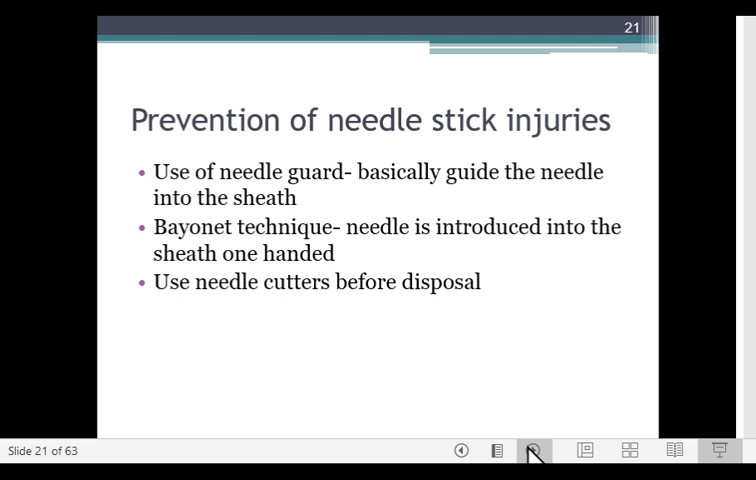 21
Prevention of needle stick injuries
• Use of needle guard- basically guide the needle
into the sheath
• Bayonet technique- needle is introduced into the
sheath one handed
• Use needle cutters before disposal
Slide 21 of 63